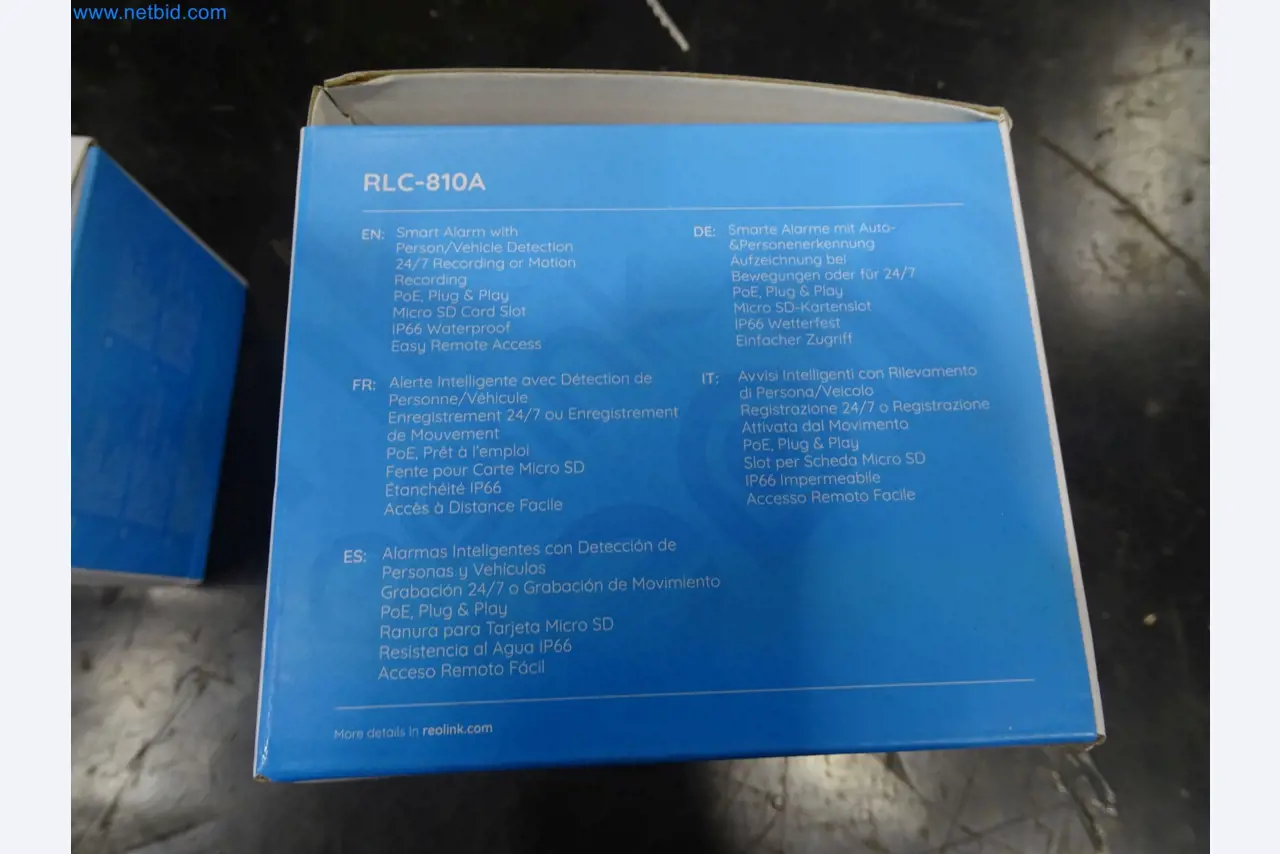 www.netbid.com
RLC-810A
EN: Smart Alarm with
Person/Vehicle Detection
24/7 Recording or Motion
Recording
PoE, Plug & Play
Micro SD Card Slot
IP66 Waterproof
Easy Remote Access
DE: Smarte Alarme mit Auto-
&Personenerkennung
Aufzeichnung bei
Bewegungen oder für 24/7
PoE, Plug & Play
Micro SD-Kartenslot
IP66 Wetterfest
Einfacher Zugriff
FR: Alerte Intelligente avec Détection de
Personne/Véhicule
Enregistrement 24/7 ou Enregistrement
de Mouvement
PoE, Prêt à l'emploi
Fente pour Carte Micro SD
Étanchéité IP66
Accès à Distance Facile
IT: Avvisi Intelligenti con Rilevamento
di Persona/Veicolo
Registrazione 24/7 o Registrazione
Attivata dal Movimento
PoE, Plug & Play
Slot per Scheda Micro SD
IP66 Impermeabile
Accesso Remoto Facile
ES: Alarmas Inteligentes con Detección de
Personas y Vehículos
Grabación 24/7 o Grabación de Movimiento
PoE, Plug & Play
Ranura para Tarjeta Micro SD
Resistencia al Agua IP66
Acceso Remoto Fácil
More details in reolink.com